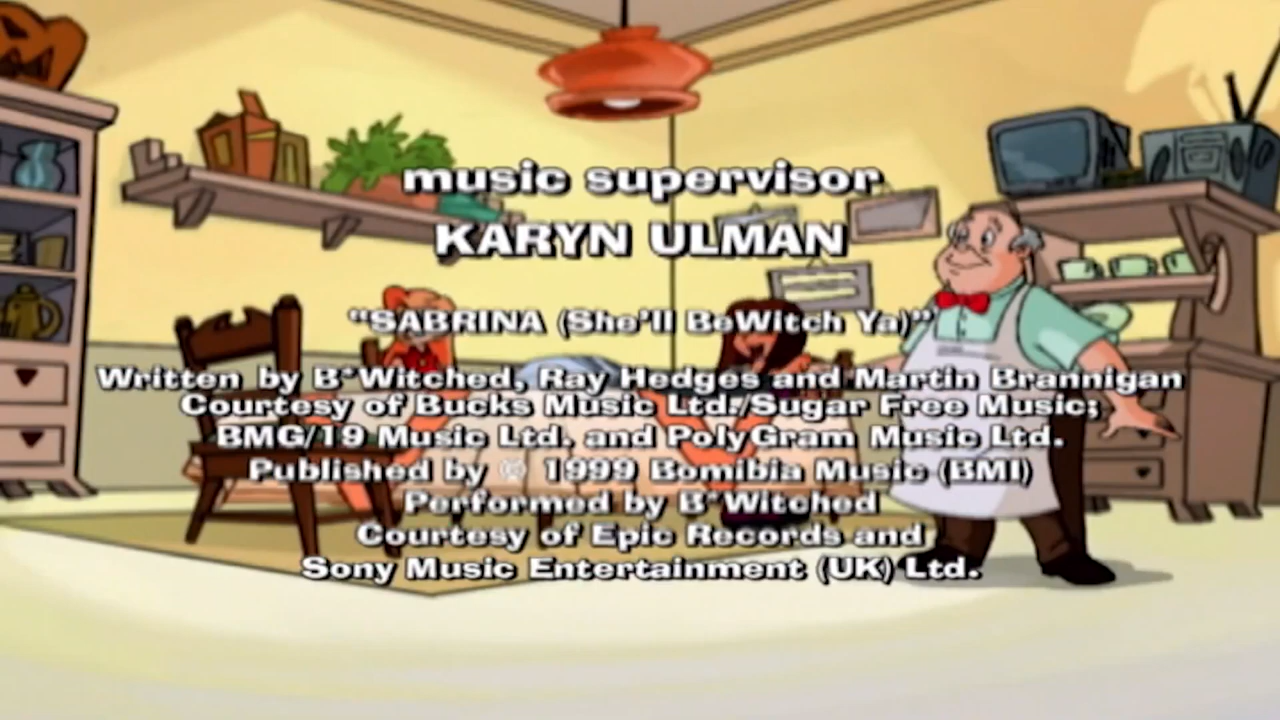 music supervisor
KARYN ULMAN
“SABRINA (She’ll BeWitch Ya)”
Written by B*Witched, Ray Hedges and Martin Brannigan
Courtesy of Bucks Music Ltd./Sugar Free Music;
BMG/19 Music Ltd. and PolyGram Music Ltd.
Published by © 1999 Bomibia Music (BMI)
Performed by B*Witched
Courtesy of Epic Records and
Sony Music Entertainment (UK) Ltd.